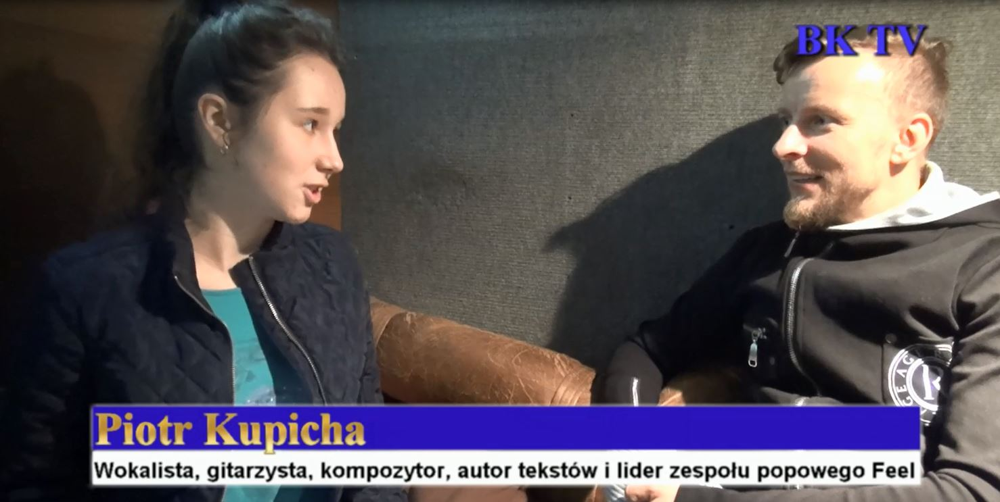 BK TV
Piotr Kupicha
Wokalista, gitarzysta, kompozytor, autor tekstów i lider zespołu popowego Feel